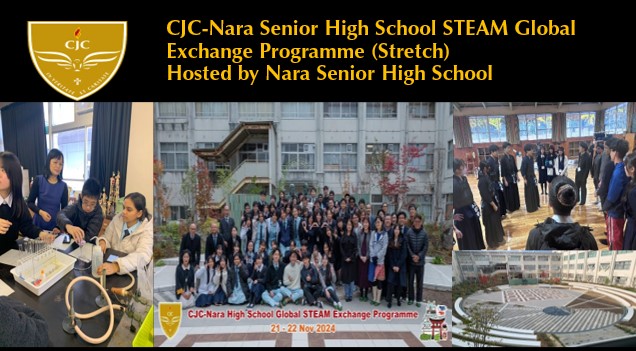 CJC
CJC-Nara Senior High School STEAM Global
Exchange Programme (Stretch)
Hosted by Nara Senior High School
CJC-Nara High School Global STEAM Exchange Programme
21 - 22 Nov 2024